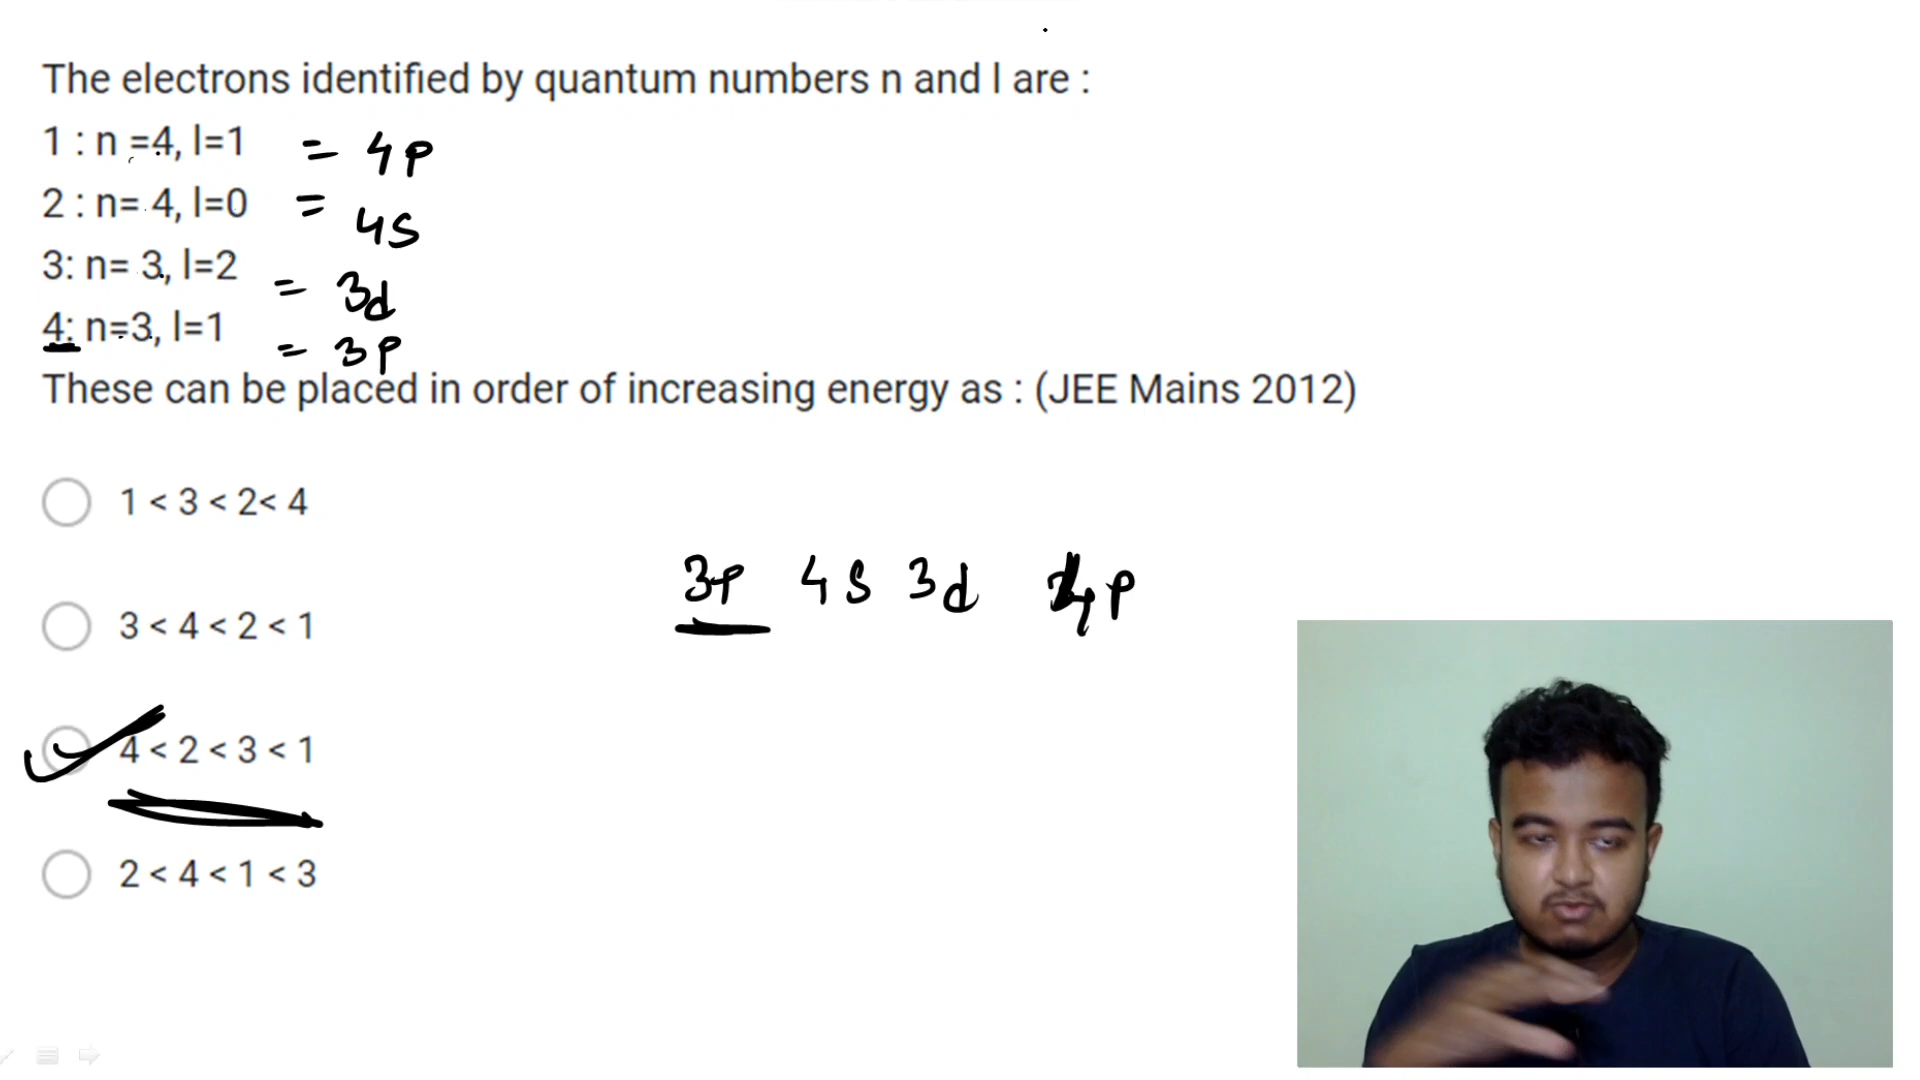 The electrons identified by quantum numbers n and l are :
1 : n =4, l=1 = 4p
2 : n= 4, l=0 = 4s
3: n= 3, l=2 = 3d
4: n=3, l=1 = 3p
These can be placed in order of increasing energy as : (JEE Mains 2012)
1 < 3 < 2< 4
3 < 4 < 2 < 1
3p 4s 3d 4p
4 < 2 < 3 < 1
2 < 4 < 1 < 3